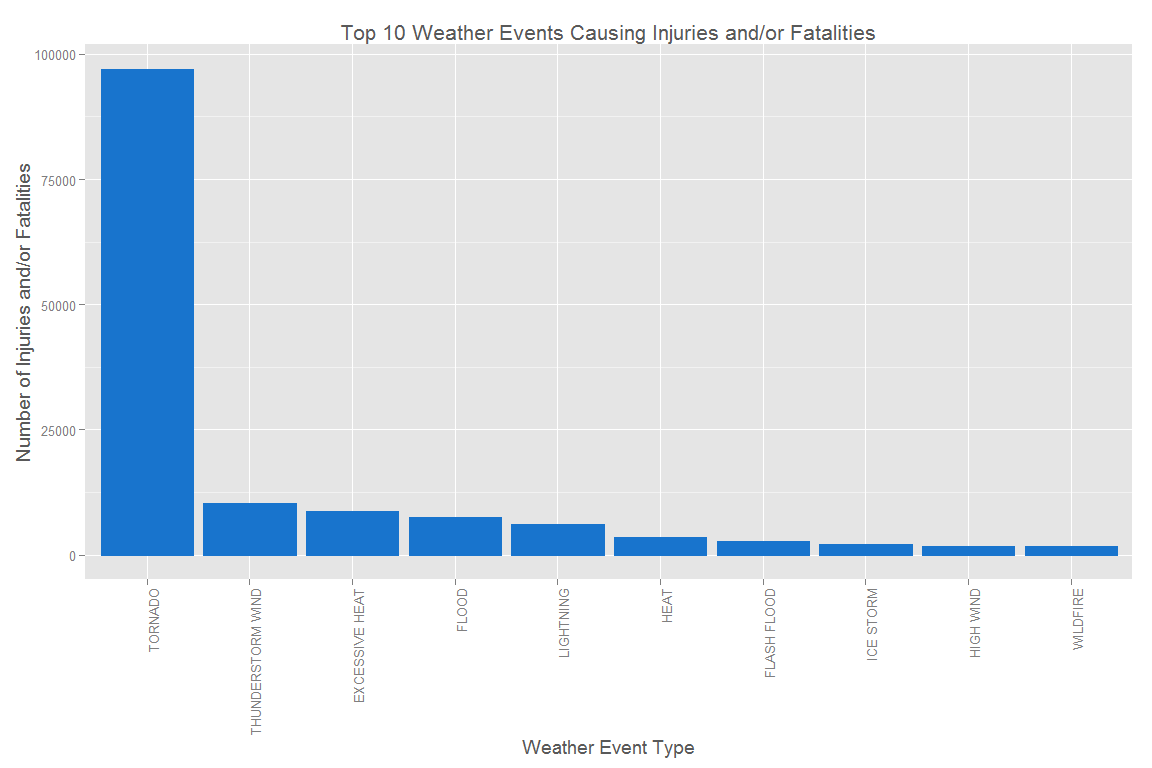 Top 10 Weather Events Causing Injuries and/or Fatalities
Number of Injuries and/or Fatalities
100000
75000
50000
25000
0
TORNADO
THUNDERSTORM WIND
EXCESSIVE HEAT
FLOOD
LIGHTNING
HEAT
FLASH FLOOD
ICE STORM
HIGH WIND
WILDFIRE
Weather Event Type